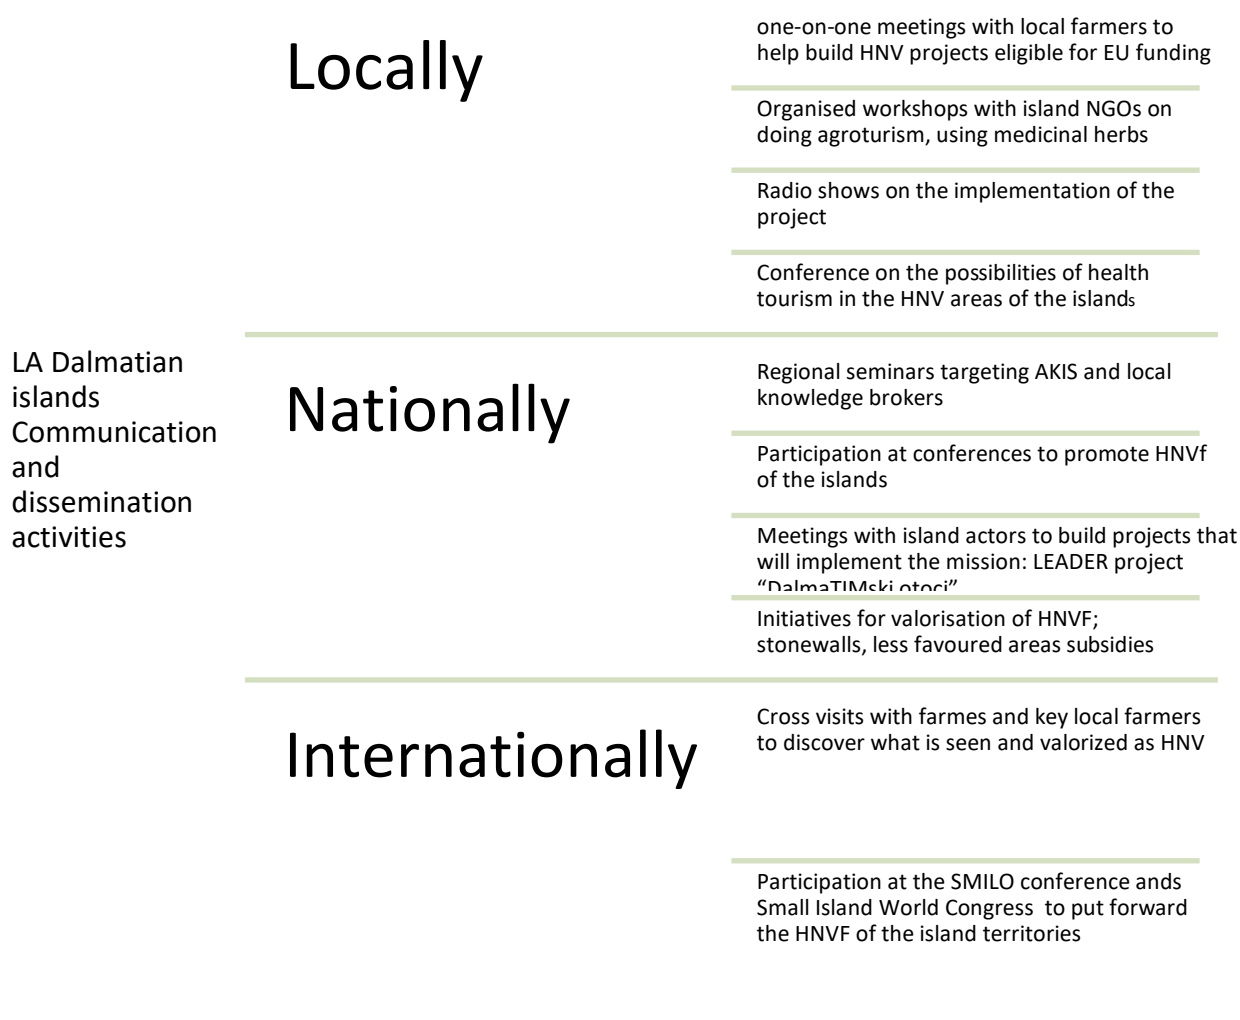 LA Dalmatian
islands
Communication
and
dissemination
activities
Locally
one-on-one meetings with local farmers to
help build HNV projects eligible for EU funding
Organised workshops with island NGOs on
doing agroturism, using medicinal herbs
Radio shows on the implementation of the
project
Conference on the possibilities of health
tourism in the HNV areas of the islands
Nationally
Regional seminars targeting AKIS and local
knowledge brokers
Participation at conferences to promote HNVf
of the islands
Meetings with island actors to build projects that
will implement the mission: LEADER project
“DalmaTIMski otoci”
Initiatives for valorisation of HNVF;
stonewalls, less favoured areas subsidies
Internationally
Cross visits with farmes and key local farmers
to discover what is seen and valorized as HNV
Participation at the SMILO conference ands
Small Island World Congress  to put forward
the HNVF of the island territories